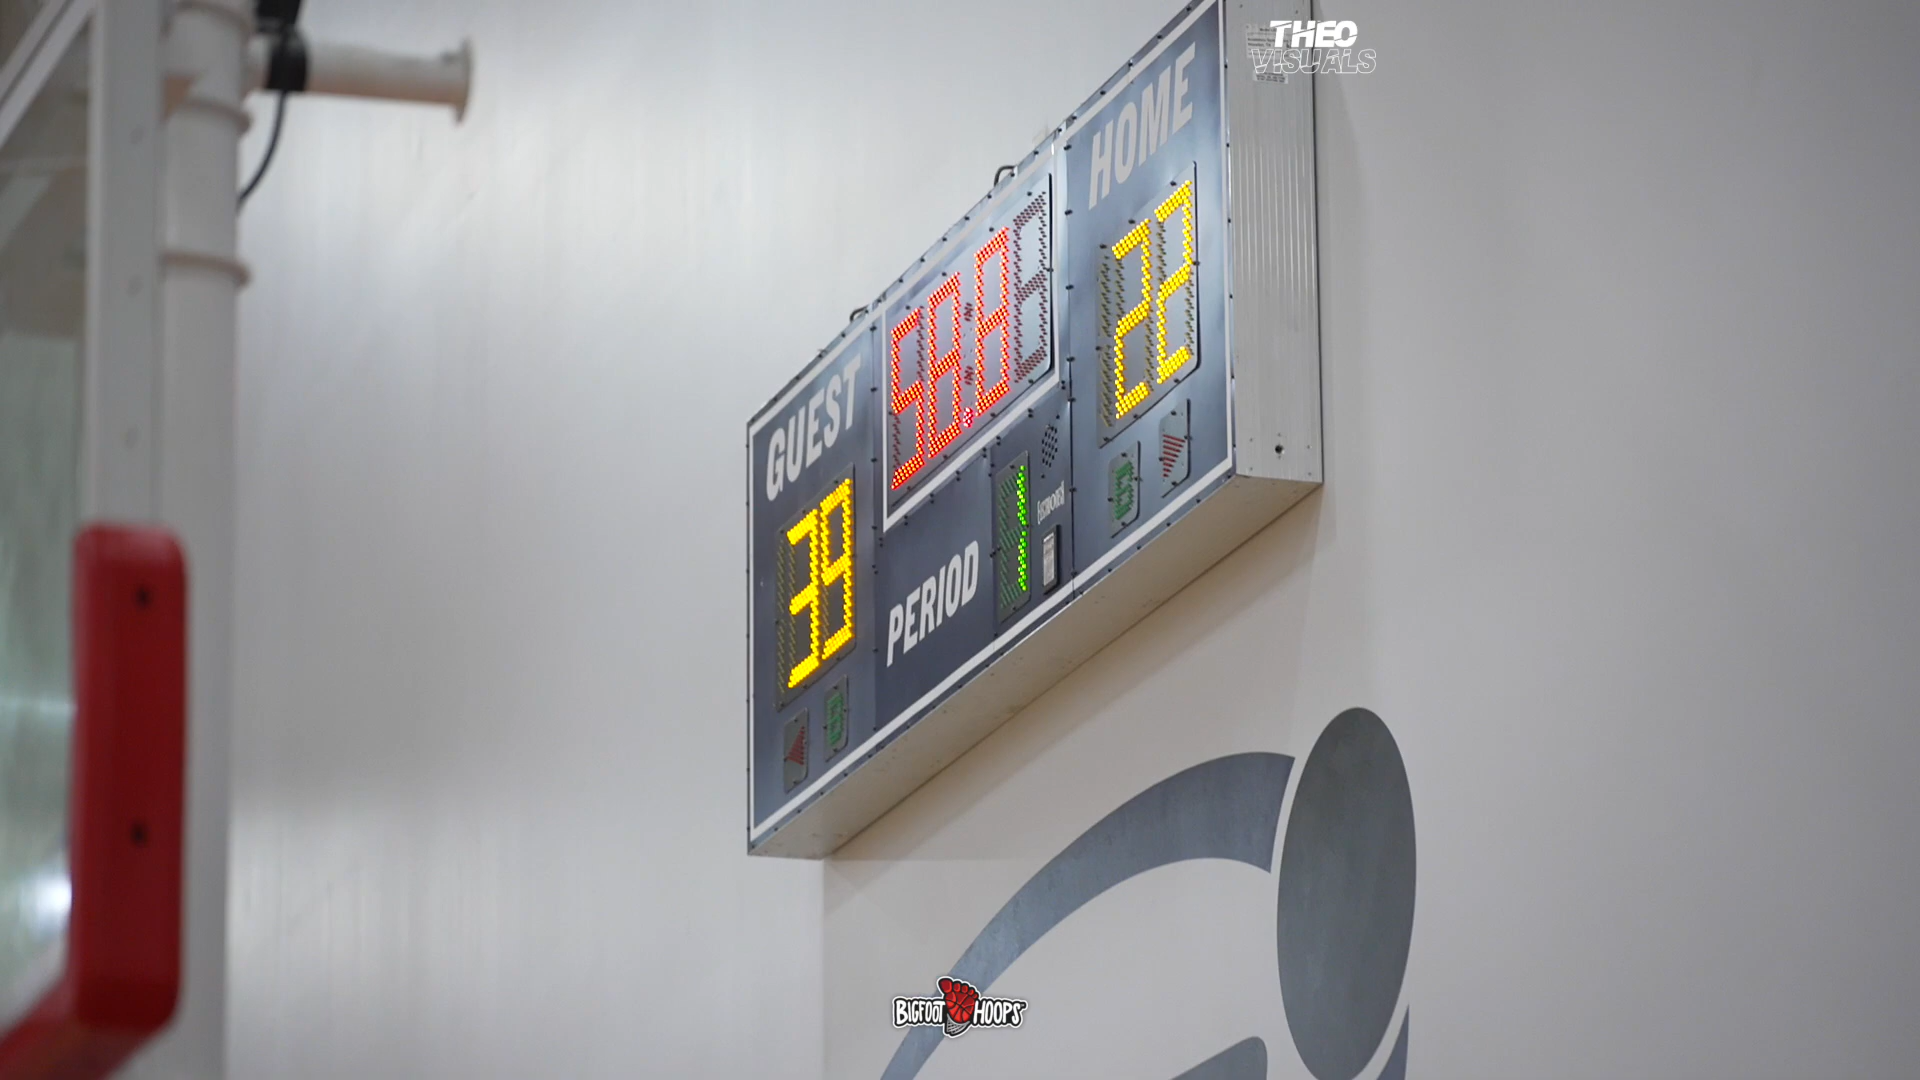 THEO
VISUALS
HOME
22
GUEST
39
PERIOD
1
BIGFOOT HOOPS